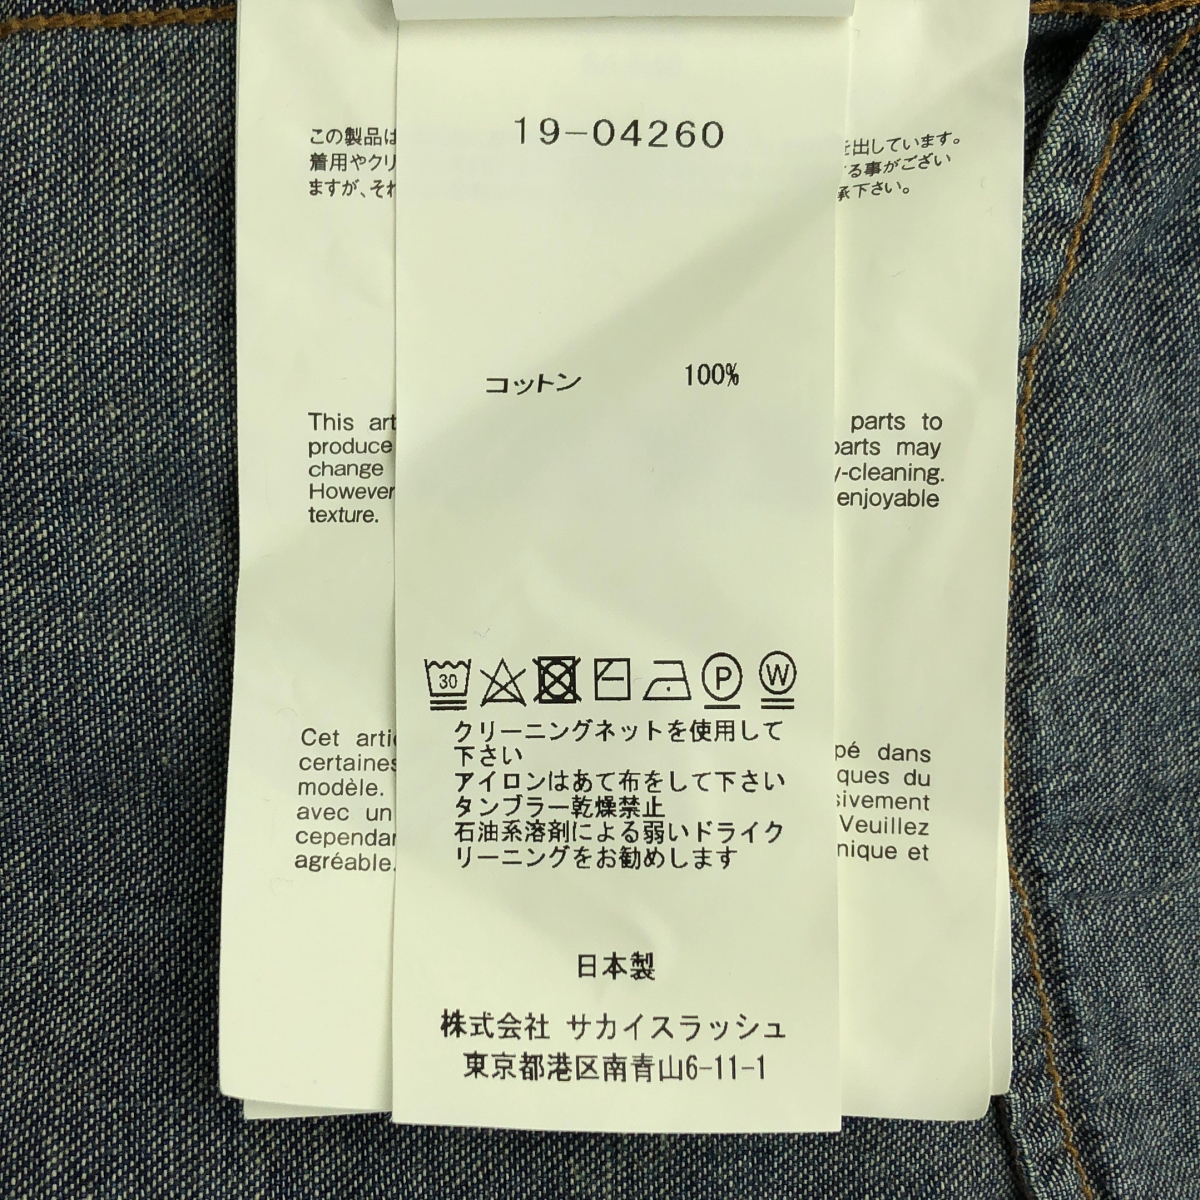 19-04260
コットン 100%
30
P
W
クリーニングネットを使用して
下さい
アイロンはあて布をして下さい
タンブラー乾燥禁止
石油系溶剤による弱いドライク
リーニングをお勧めします
日本製
株式会社 サカイスラッシュ
東京都港区南青山6-11-1
この製品は
着用やクリ
ますが、それ
を出しています。
る事がござい
承下さい。
This art
produce
change
However
texture.
parts to
parts may
y-cleaning.
enjoyable
Cet arti
certaines
modèle.
avec un
cependan
agréable.
pé dans
ques du
sivement
Veuillez
nique et